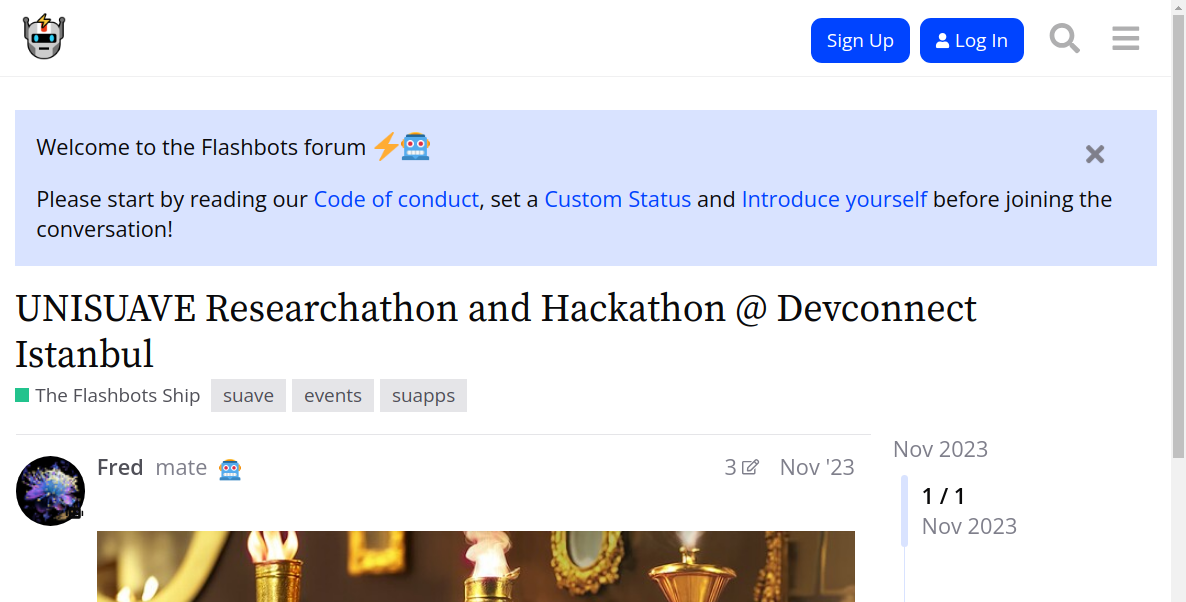 Sign Up
Log In
Welcome to the Flashbots forum
Please start by reading our Code of conduct, set a Custom Status and Introduce yourself before joining the
conversation!
UNISUAVE Researchathon and Hackathon @ Devconnect
Istanbul
The Flashbots Ship suave events suapps
Fred mate 3 Nov '23
Nov 2023
1 / 1
Nov 2023